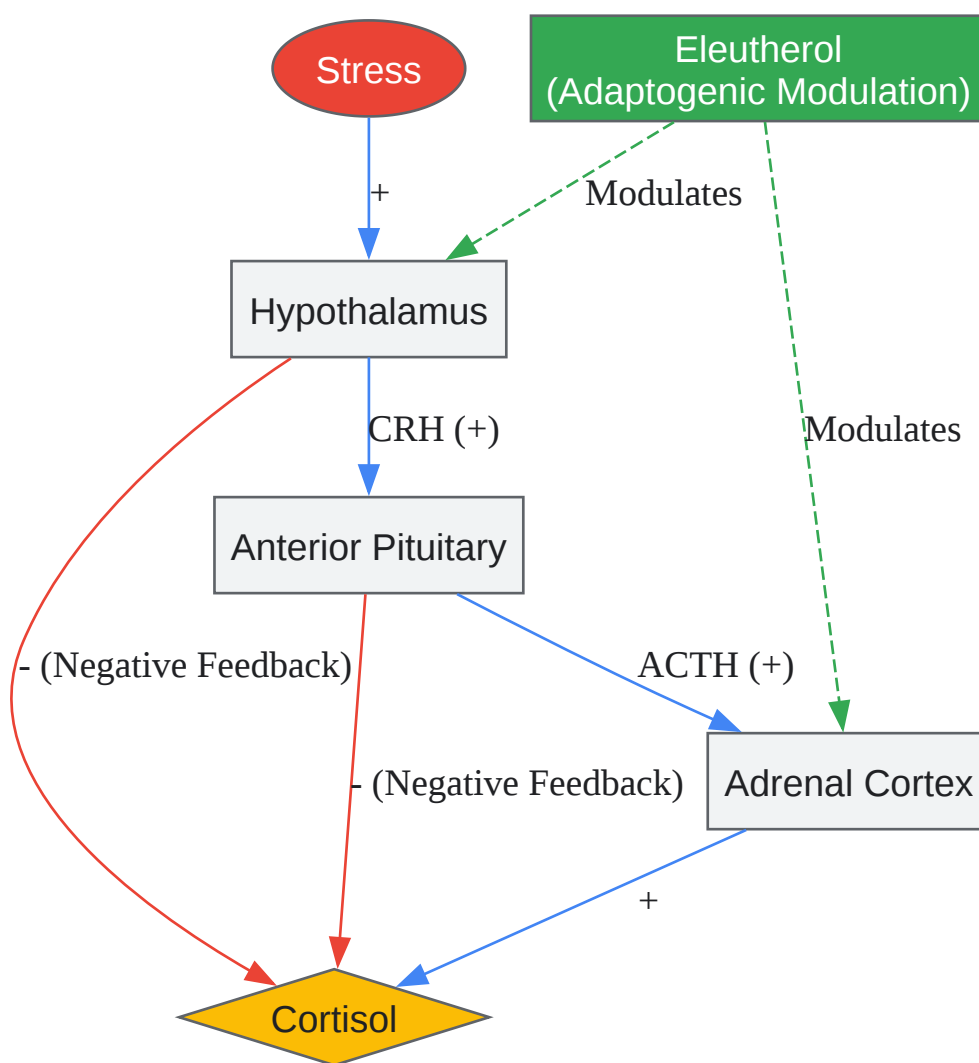 Stress
Eleutherol
(Adaptogenic Modulation)
+
Modulates
Hypothalamus
CRH (+)
Modulates
Anterior Pituitary
- (Negative Feedback)
ACTH (+)
- (Negative Feedback)
Adrenal Cortex
+
Cortisol